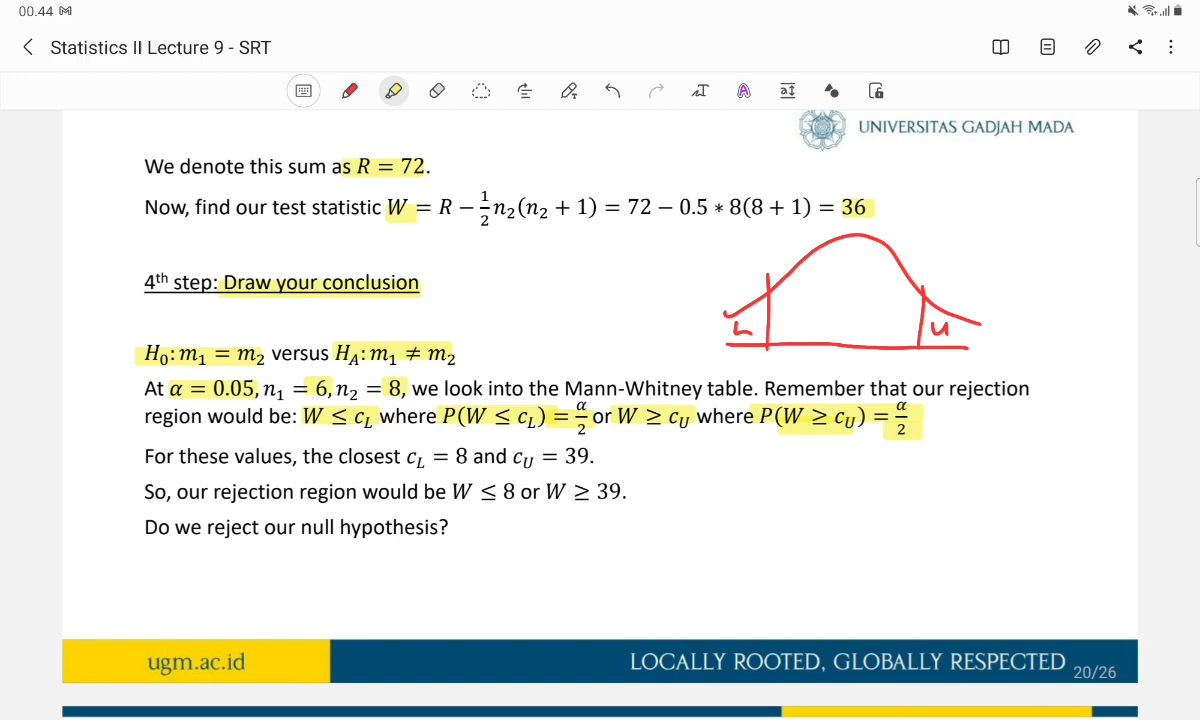 00.44
Statistics II Lecture 9 - SRT
UNIVERSITAS GADJAH MADA
We denote this sum as R = 72.
Now, find our test statistic W = R − 1/2 n₂(n₂ + 1) = 72 − 0.5 ∗ 8(8 + 1) = 36
4th step: Draw your conclusion
L u
H₀: m₁ = m₂ versus H_A: m₁ ≠ m₂
At α = 0.05, n₁ = 6, n₂ = 8, we look into the Mann-Whitney table. Remember that our rejection
region would be: W ≤ c_L where P(W ≤ c_L) = α/2 or W ≥ c_U where P(W ≥ c_U) = α/2
For these values, the closest c_L = 8 and c_U = 39.
So, our rejection region would be W ≤ 8 or W ≥ 39.
Do we reject our null hypothesis?
ugm.ac.id
LOCALLY ROOTED, GLOBALLY RESPECTED 20/26